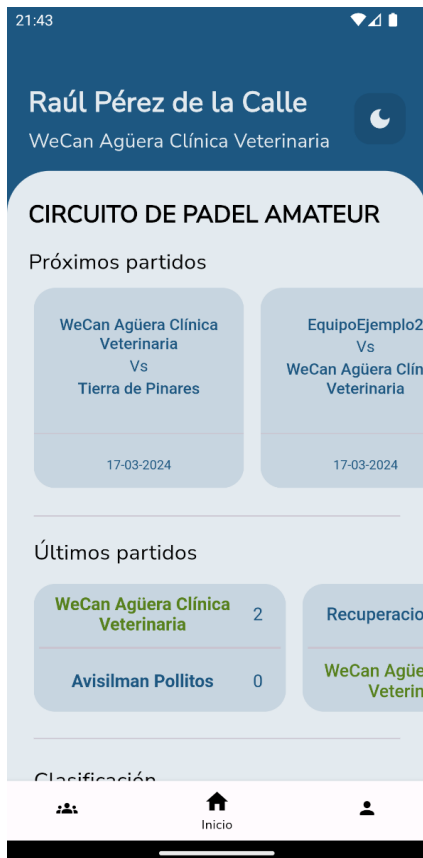 21:43
Raúl Pérez de la Calle
WeCan Agüera Clínica Veterinaria
CIRCUITO DE PADEL AMATEUR
Próximos partidos
WeCan Agüera Clínica
Veterinaria
Vs
Tierra de Pinares
17-03-2024
EquipoEjemplo2
Vs
WeCan Agüera Clín
Veterinaria
17-03-2024
Últimos partidos
WeCan Agüera Clínica
Veterinaria
2
Avisilman Pollitos
0
Recuperacio
WeCan Agüe
Veterin
Clasificación
Inicio